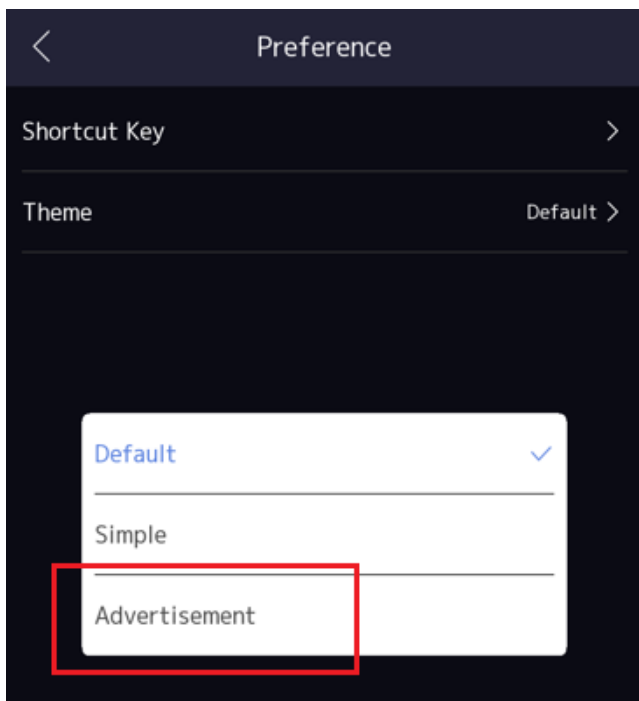 Preference
Shortcut Key
Theme Default
Default
Simple
Advertisement